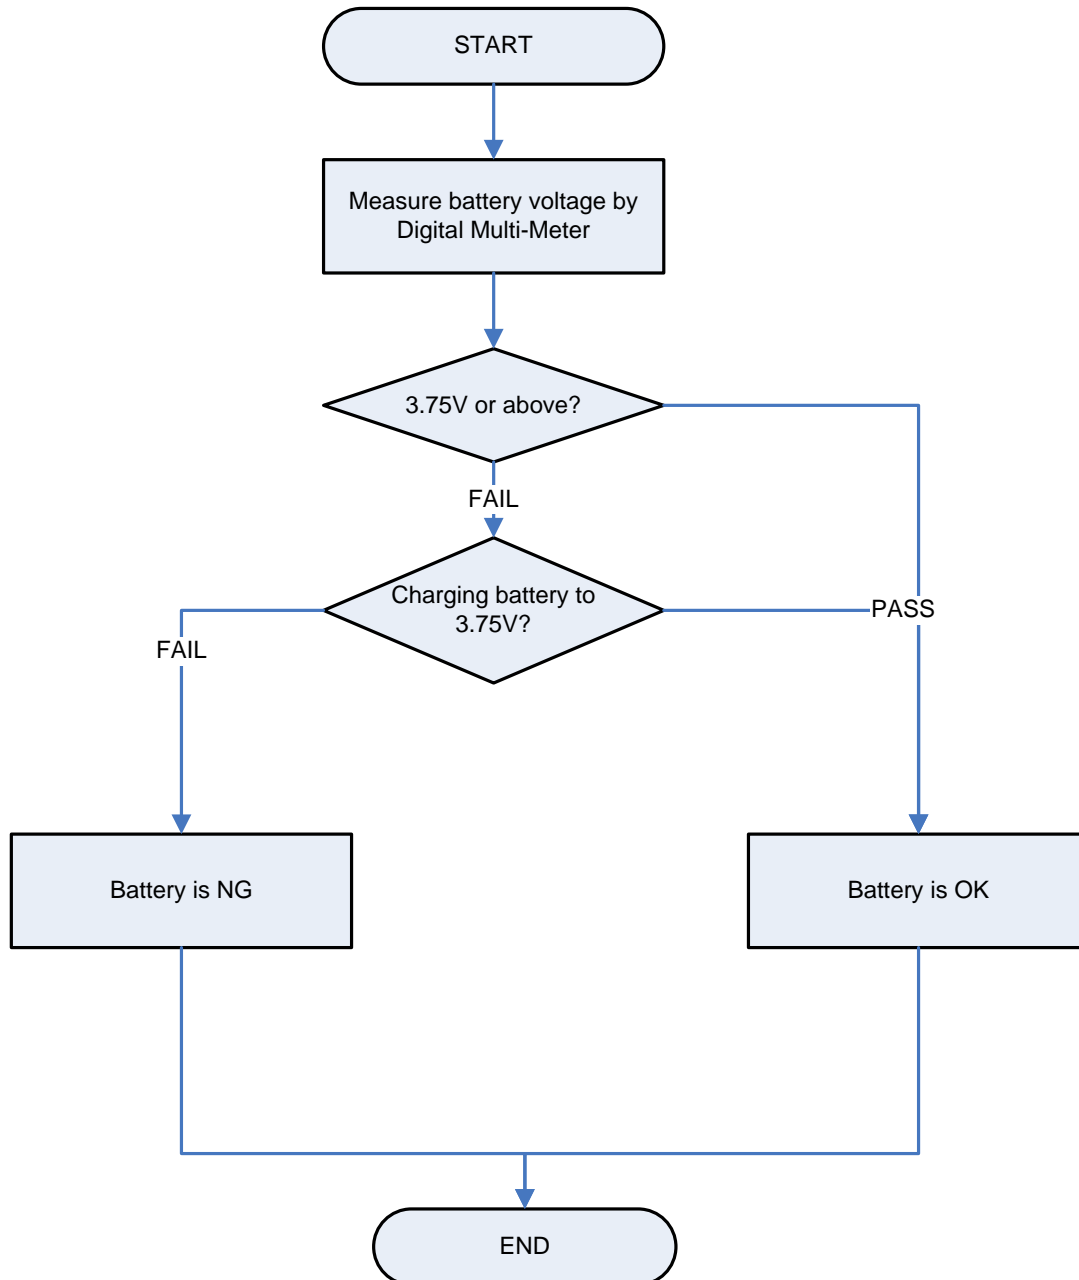 START
Measure battery voltage by
Digital Multi-Meter
3.75V or above?
FAIL
Charging battery to
3.75V?
PASS
FAIL
Battery is NG
Battery is OK
END